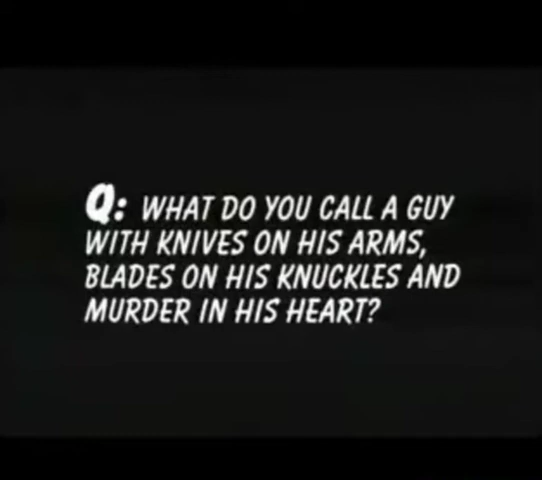 Q: WHAT DO YOU CALL A GUY
WITH KNIVES ON HIS ARMS,
BLADES ON HIS KNUCKLES AND
MURDER IN HIS HEART?